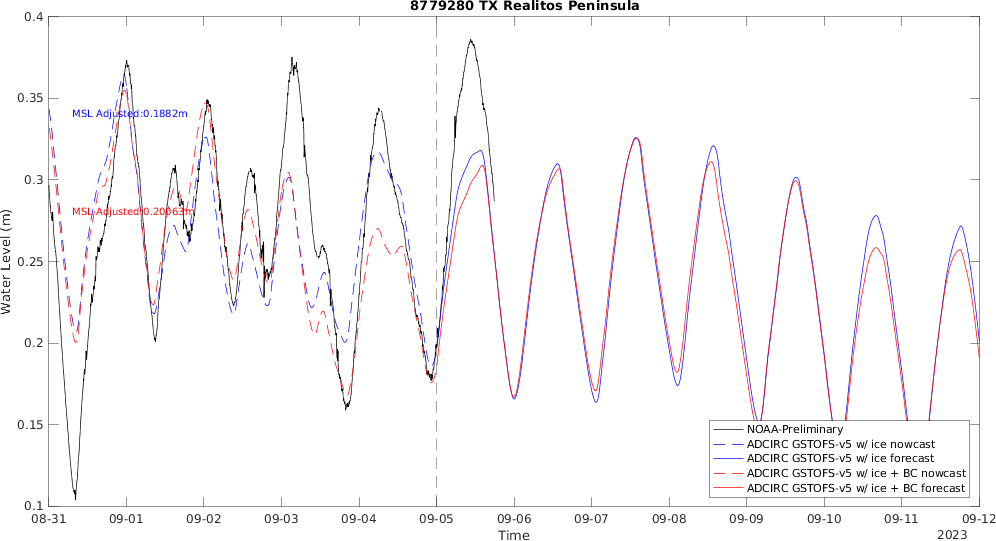 8779280 TX Realitos Peninsula
0.4
0.35
0.3
0.25
0.2
0.15
0.1
Water Level (m)
MSL Adjusted:0.1882m
MSL Adjusted:0.20063m
NOAA-Preliminary
ADCIRC GSTOFS-v5 w/ ice nowcast
ADCIRC GSTOFS-v5 w/ ice forecast
ADCIRC GSTOFS-v5 w/ ice + BC nowcast
ADCIRC GSTOFS-v5 w/ ice + BC forecast
08-31 09-01 09-02 09-03 09-04 09-05 09-06 09-07 09-08 09-09 09-10 09-11 09-12
Time
2023